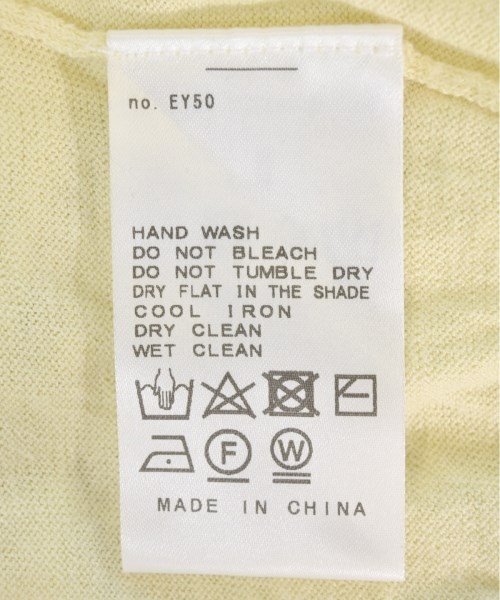 no. EY50
HAND WASH
DO NOT BLEACH
DO NOT TUMBLE DRY
DRY FLAT IN THE SHADE
COOL IRON
DRY CLEAN
WET CLEAN
F W
MADE IN CHINA